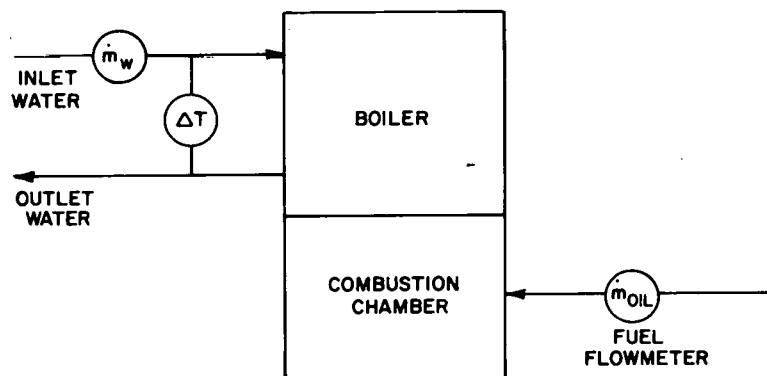 ṁW
INLET
WATER
ΔT
OUTLET
WATER
BOILER
COMBUSTION
CHAMBER
ṁOIL
FUEL
FLOWMETER